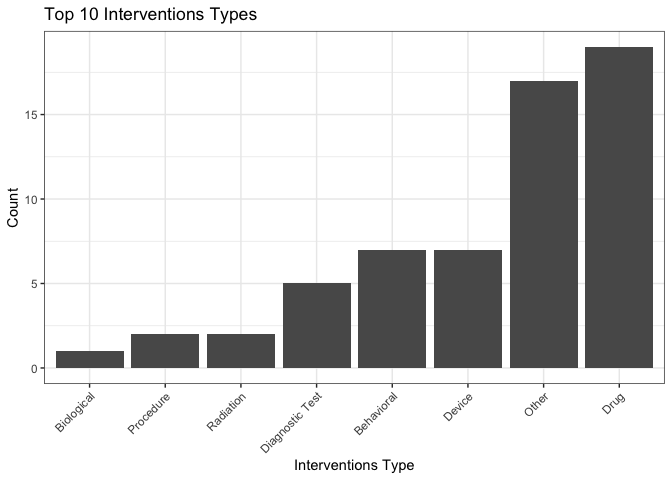 Top 10 Interventions Types
Count
15
10
5
0
Biological
Procedure
Radiation
Diagnostic Test
Behavioral
Device
Other
Drug
Interventions Type